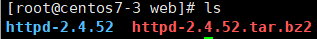 [root@centos7-3 web]# ls
httpd-2.4.52  httpd-2.4.52.tar.bz2